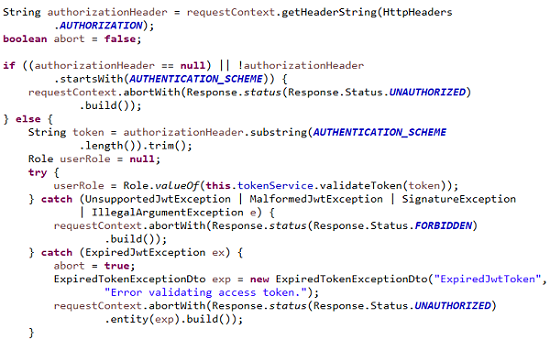 String authorizationHeader = requestContext.getHeaderString(HttpHeaders
.AUTHORIZATION);
boolean abort = false;
if ((authorizationHeader == null) || !authorizationHeader
.startsWith(AUTHENTICATION_SCHEME)) {
requestContext.abortWith(Response.status(Response.Status.UNAUTHORIZED)
.build());
} else {
String token = authorizationHeader.substring(AUTHENTICATION_SCHEME
.length()).trim();
Role userRole = null;
try {
userRole = Role.valueOf(this.tokenService.validateToken(token));
} catch (UnsupportedJwtException | MalformedJwtException | SignatureException
| IllegalArgumentException e) {
requestContext.abortWith(Response.status(Response.Status.FORBIDDEN)
.build());
} catch (ExpiredJwtException ex) {
abort = true;
ExpiredTokenExceptionDto exp = new ExpiredTokenExceptionDto("ExpiredJwtToken",
"Error validating access token.");
requestContext.abortWith(Response.status(Response.Status.UNAUTHORIZED)
.entity(exp).build());
}